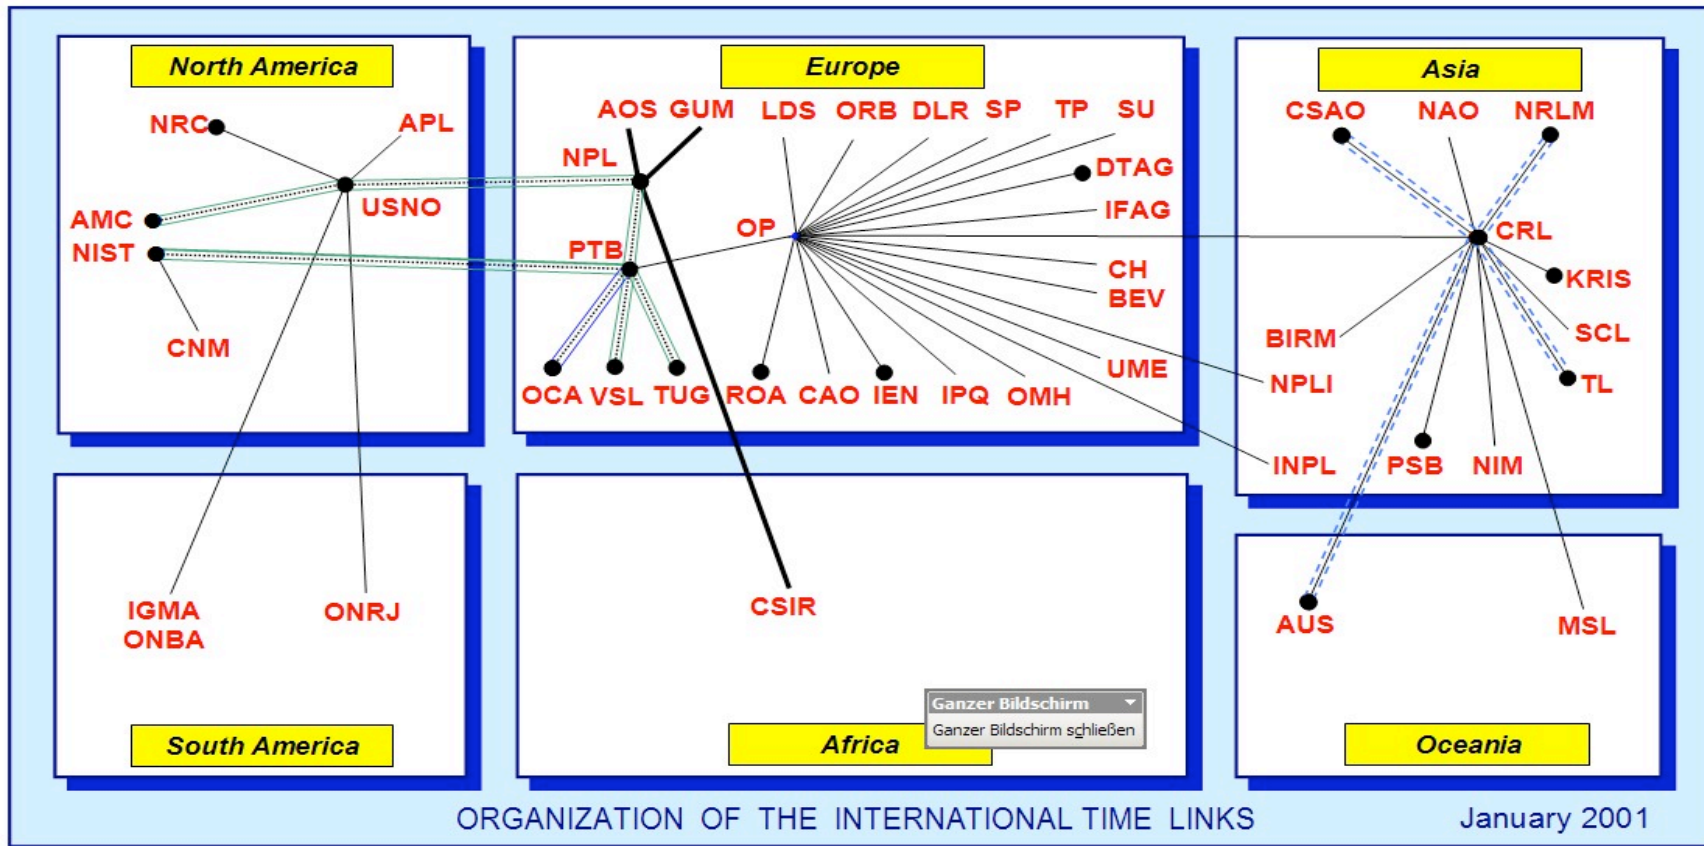 North America
NRC
APL
AMC
USNO
NIST
CNM
Europe
AOS GUM LDS ORB DLR SP TP SU
NPL
DTAG
IFAG
OP
PTB
CH
BEV
UME
OCA VSL TUG ROA CAO IEN IPQ OMH
Asia
CSAO NAO NRLM
CRL
KRIS
BIRM
SCL
NPLI
TL
INPL
PSB
NIM
IGMA
ONBA
ONRJ
South America
CSIR
Africa
Ganzer Bildschirm
Ganzer Bildschirm schließen
AUS
MSL
Oceania
ORGANIZATION OF THE INTERNATIONAL TIME LINKS
January 2001